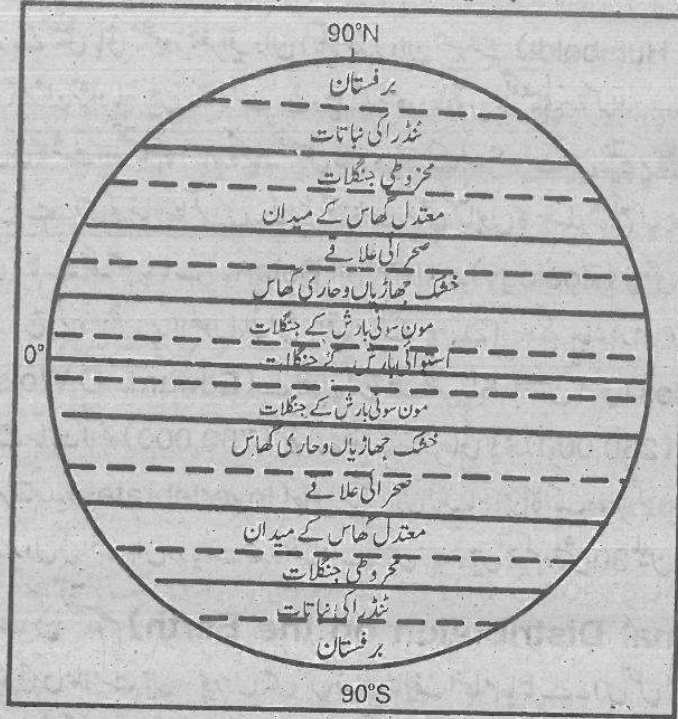 90°N
برفستان
ٹنڈرا کی نباتات
مخروطی جنگلات
معتدل گھاس کے میدان
صحرائی علاقے
خشک جھاڑیاں و حاری گھاس
مون سونی بارش کے جنگلات
0°
استوائی بارش کے جنگلات
مون سونی بارش کے جنگلات
خشک جھاڑیاں و حاری گھاس
صحرائی علاقے
معتدل گھاس کے میدان
مخروطی جنگلات
ٹنڈرا کی نباتات
برفستان
90°S